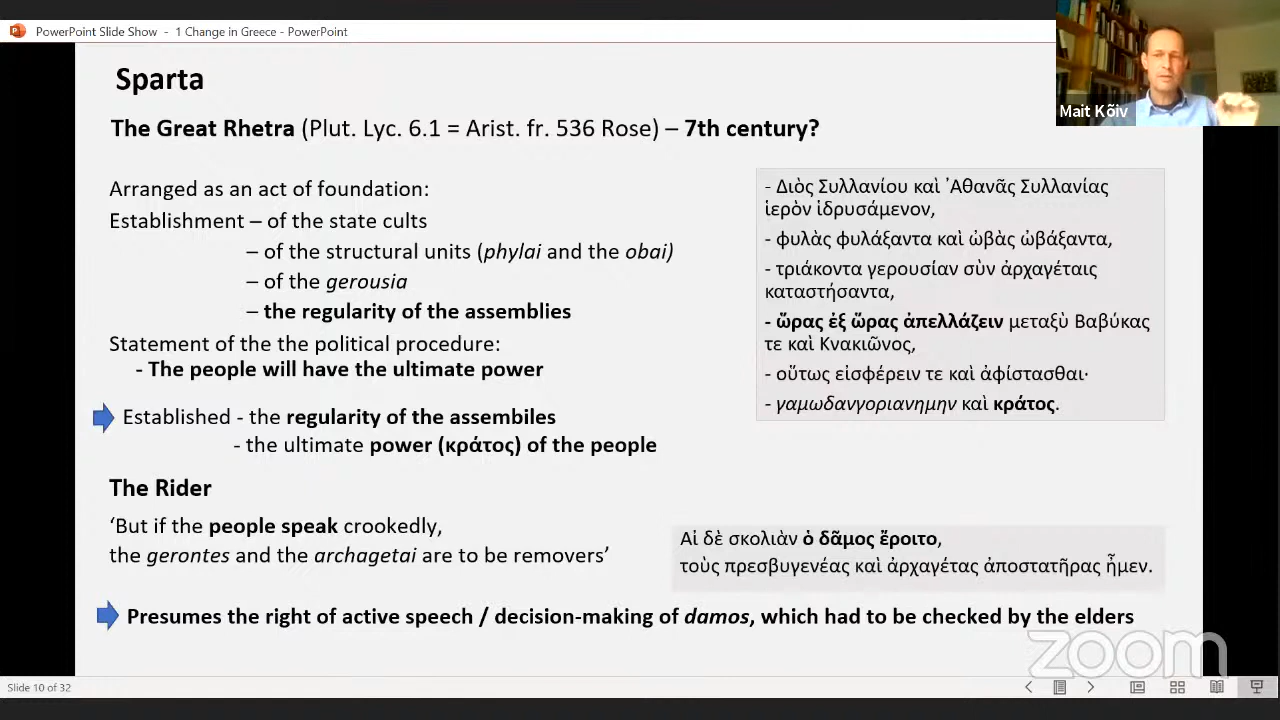 PowerPoint Slide Show - 1 Change in Greece - PowerPoint
Mait Kõiv
Sparta
The Great Rhetra (Plut. Lyc. 6.1 = Arist. fr. 536 Rose) – 7th century?
Arranged as an act of foundation:
Establishment – of the state cults
– of the structural units (phylai and the obai)
– of the gerousia
– the regularity of the assemblies
Statement of the the political procedure:
- The people will have the ultimate power
Established - the regularity of the assembiles
- the ultimate power (κράτος) of the people
- Διὸς Συλλανίου καὶ ᾿Αθανᾶς Συλλανίας
ἱερὸν ἱδρυσάμενον,
- φυλὰς φυλάξαντα καὶ ὠβὰς ὠβάξαντα,
- τριάκοντα γερουσίαν σὺν ἀρχαγέταις
καταστήσαντα,
- ὥρας ἐξ ὥρας ἀπελλάζειν μεταξὺ Βαβύκας
τε καὶ Κνακιῶνος,
- οὕτως εἰσφέρειν τε καὶ ἀφίστασθαι·
- γαμωδανγοριανημην καὶ κράτος.
The Rider
‘But if the people speak crookedly,
the gerontes and the archagetai are to be removers’
Αἰ δὲ σκολιὰν ὁ δᾶμος ἔροιτο,
τοὺς πρεσβυγενέας καὶ ἀρχαγέτας ἀποστατῆρας ἦμεν.
Presumes the right of active speech / decision-making of damos, which had to be checked by the elders
zoom
Slide 10 of 32